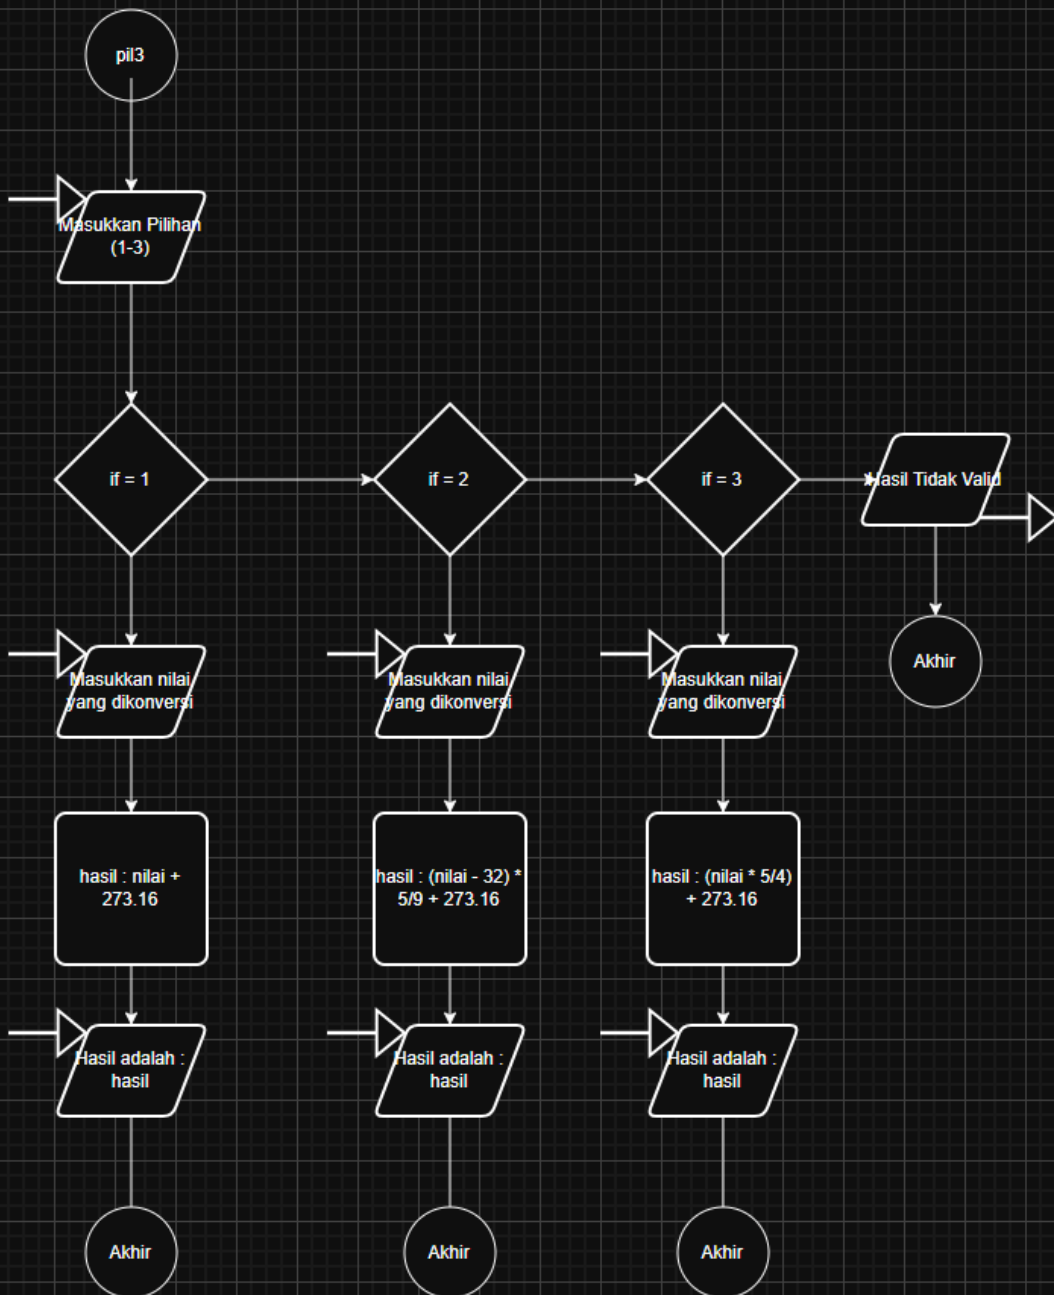 pil3
Masukkan Pilihan
(1-3)
if = 1
if = 2
if = 3
Hasil Tidak Valid
Masukkan nilai
yang dikonversi
Masukkan nilai
yang dikonversi
Masukkan nilai
yang dikonversi
Akhir
hasil : nilai +
273.16
hasil : (nilai - 32) *
5/9 + 273.16
hasil : (nilai * 5/4)
+ 273.16
Hasil adalah :
hasil
Hasil adalah :
hasil
Hasil adalah :
hasil
Akhir
Akhir
Akhir